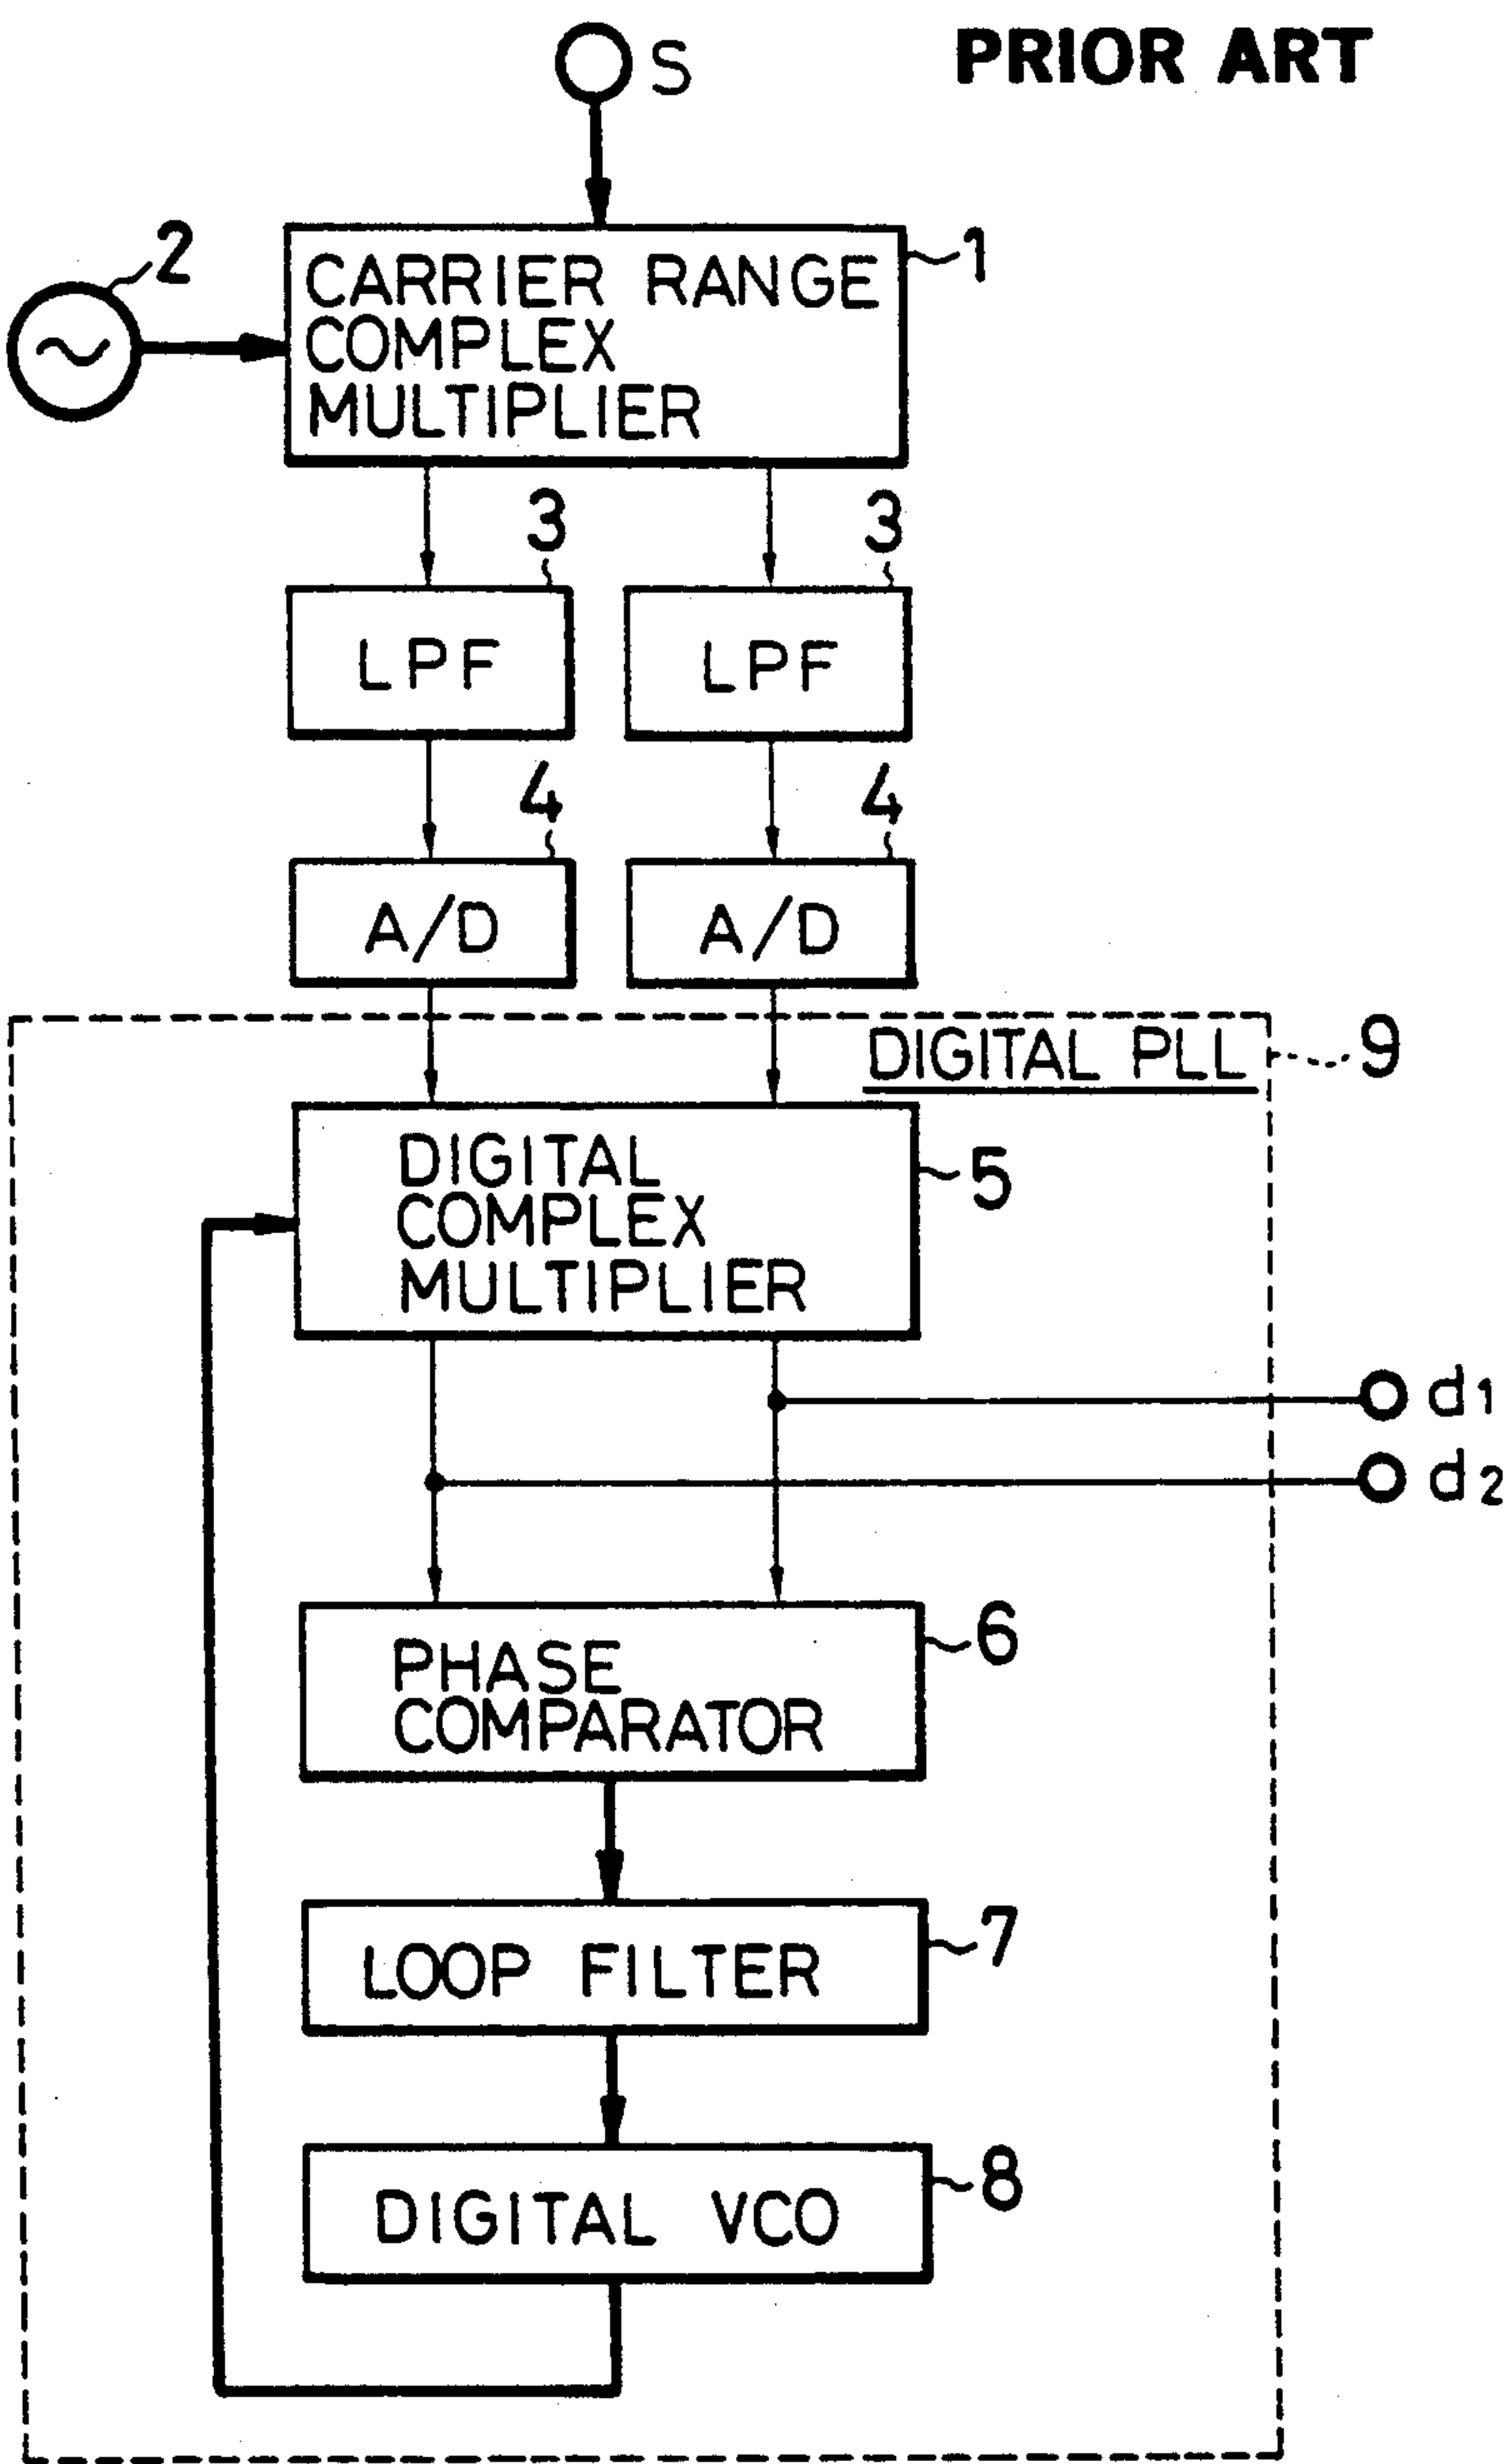 PRIOR ART
S
2
1
CARRIER RANGE
COMPLEX
MULTIPLIER
3
3
LPF
LPF
4
4
A/D
A/D
DIGITAL PLL
9
DIGITAL
COMPLEX
MULTIPLIER
5
d1
d2
PHASE
COMPARATOR
6
LOOP FILTER
7
DIGITAL VCO
8